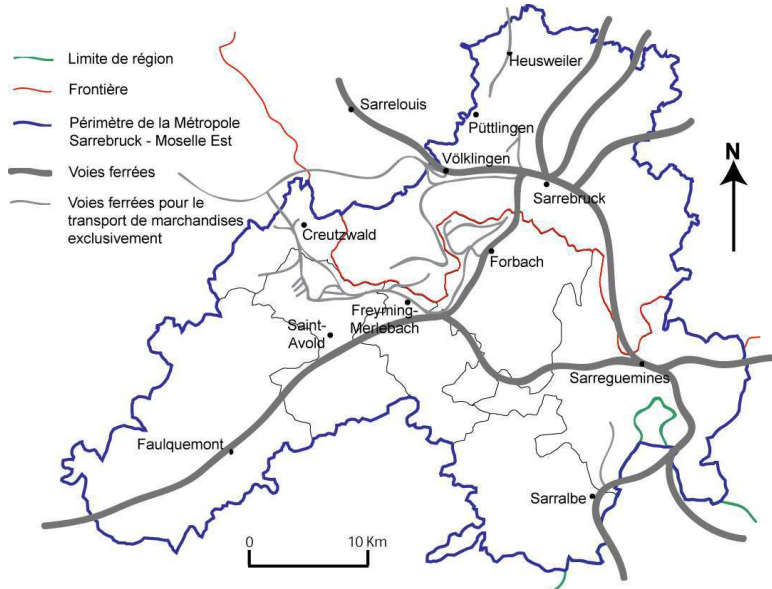 Limite de région
Frontière
Périmètre de la Métropole
Sarrebruck - Moselle Est
Voies ferrées
Voies ferrées pour le
transport de marchandises
exclusivement
Heusweiler
Sarrelouis
Püttlingen
Völklingen
Sarrebruck
N
Creutzwald
Forbach
Freyming-
Merlebach
Saint-
Avold
Sarreguemines
Faulquemont
Sarralbe
0 10 Km